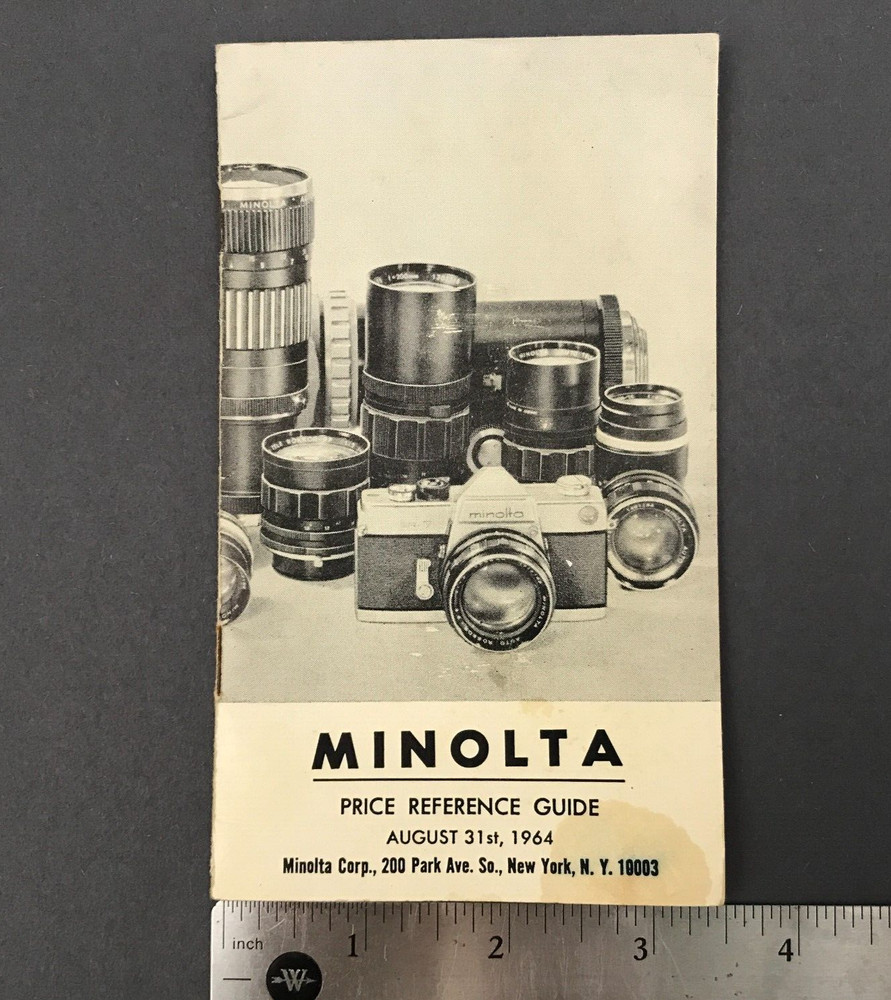 MINOLTA
minolta
MINOLTA
PRICE REFERENCE GUIDE
AUGUST 31st, 1964
Minolta Corp., 200 Park Ave. So., New York, N. Y. 10003
inch 1 2 3 4
W